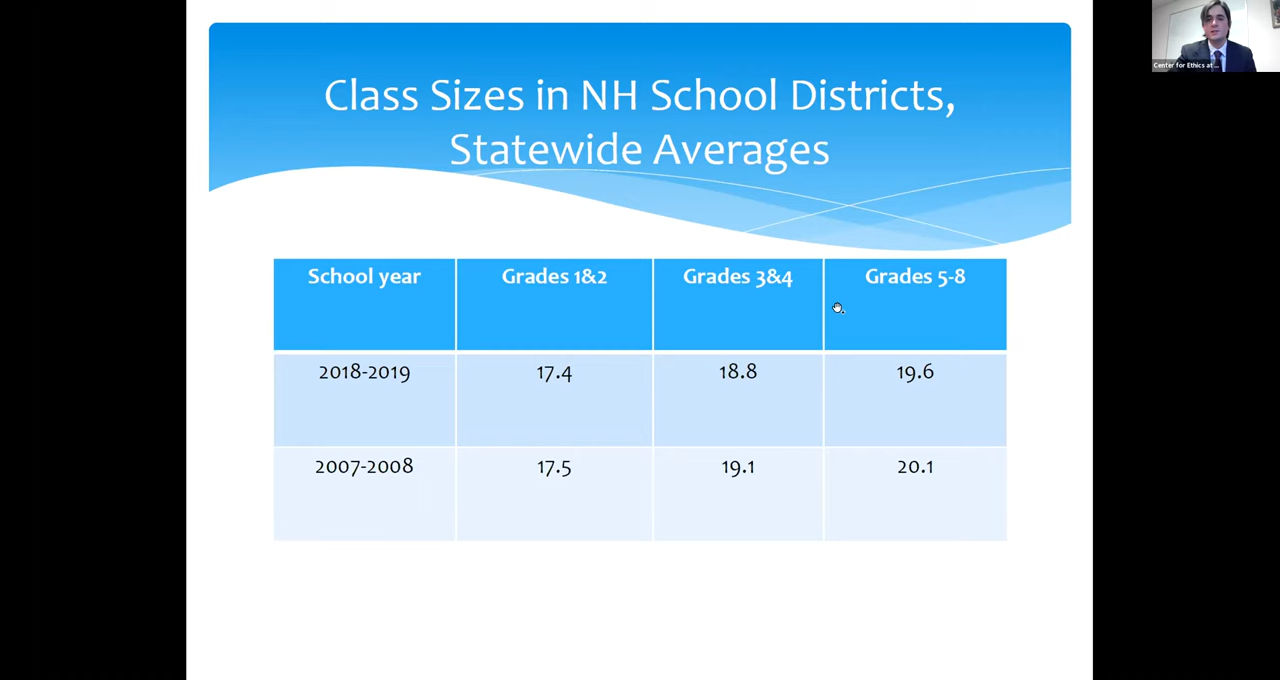 Class Sizes in NH School Districts,
Statewide Averages
School year Grades 1&2 Grades 3&4 Grades 5-8
2018-2019 17.4 18.8 19.6
2007-2008 17.5 19.1 20.1
Center for Ethics at ...